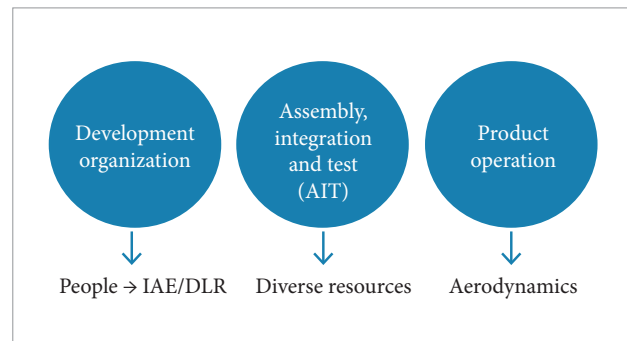 Development
organization
Assembly,
integration
and test
(AIT)
Product
operation
People → IAE/DLR
Diverse resources
Aerodynamics